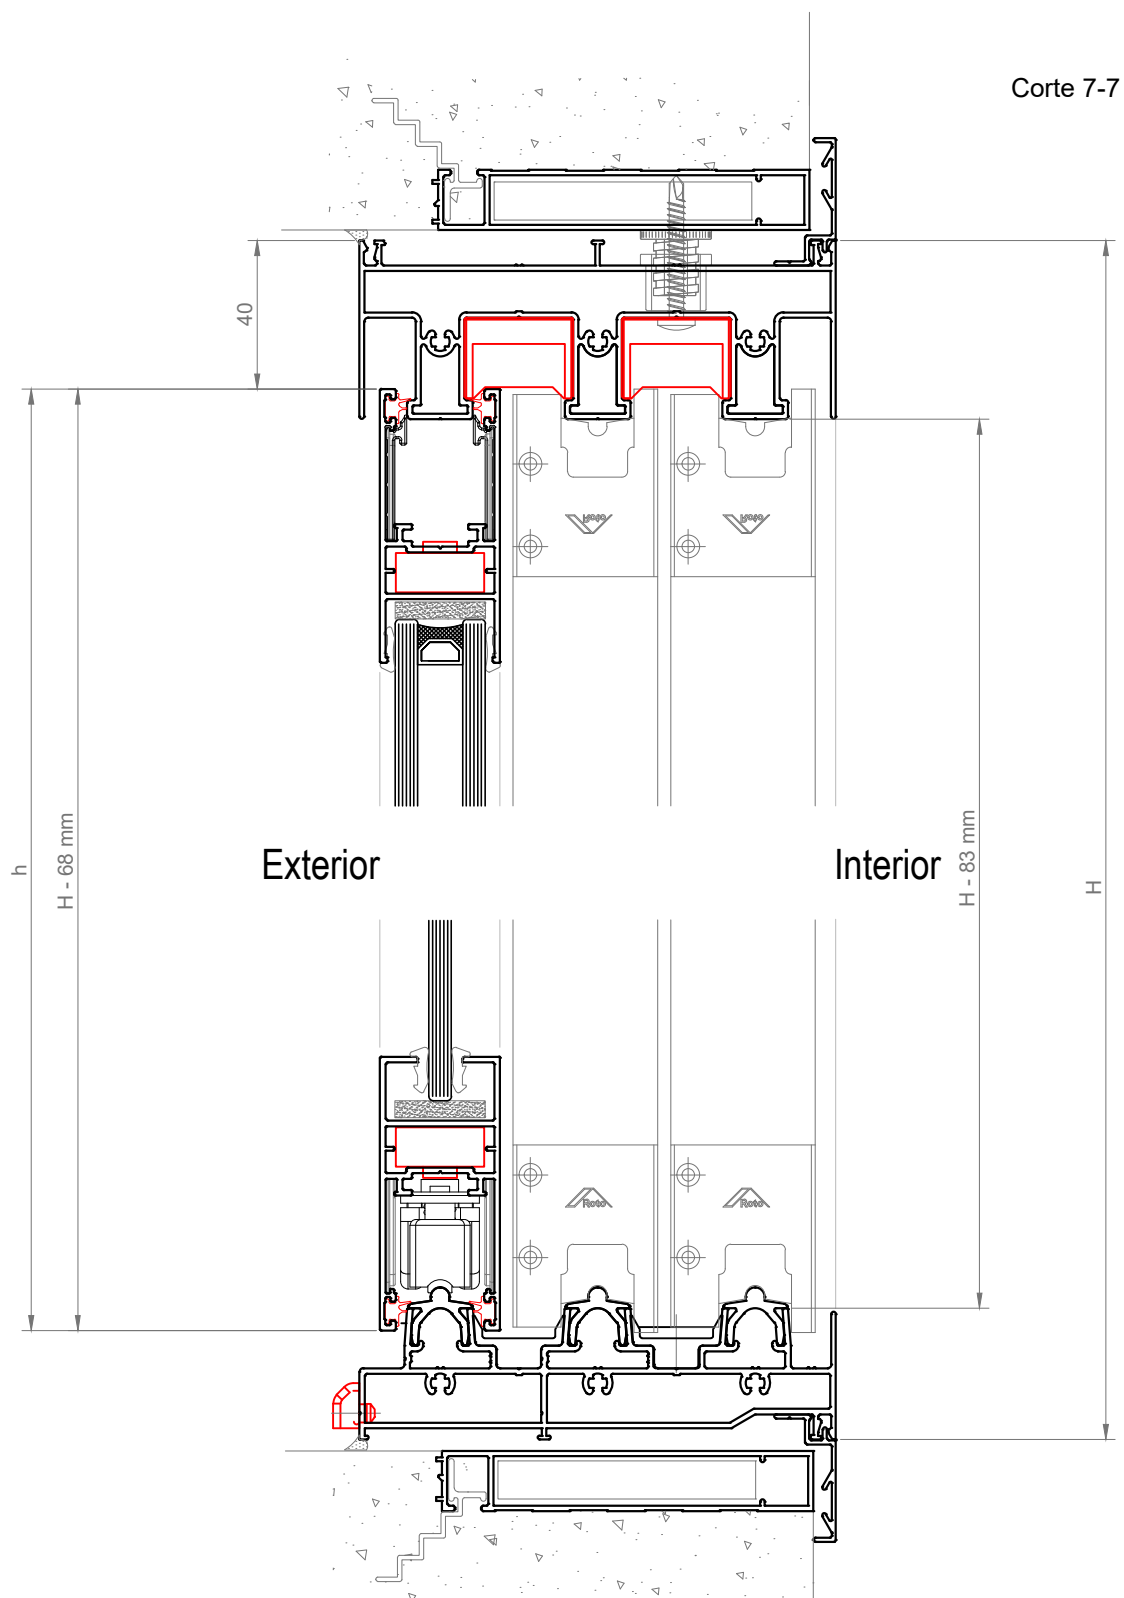 Corte 7-7
40
Roto
Roto
h
H - 68 mm
Exterior
Interior
H - 83 mm
H
Roto
Roto